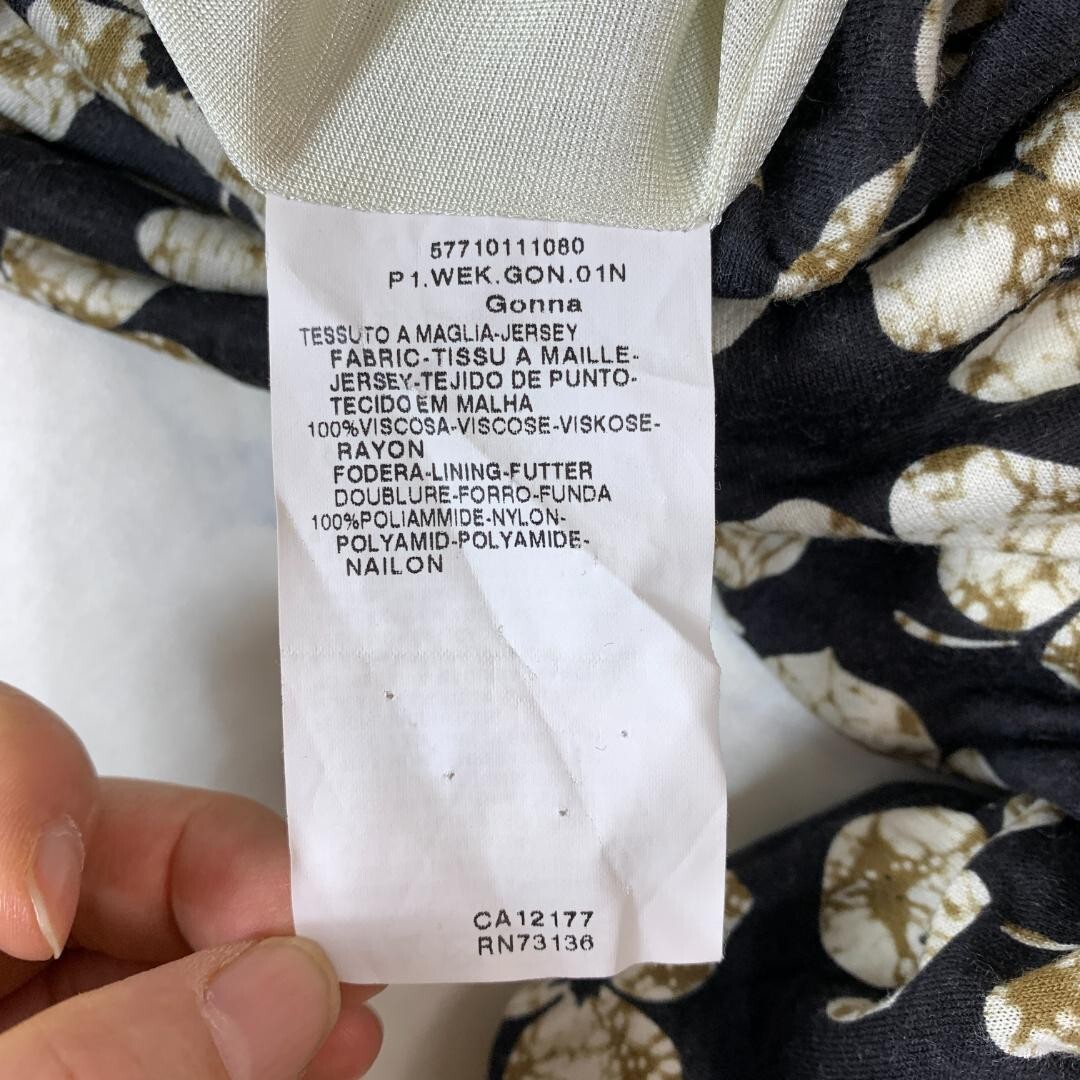 57710111080
P1.WEK.GON.01N
Gonna
TESSUTO A MAGLIA-JERSEY
FABRIC-TISSU A MAILLE-
JERSEY-TEJIDO DE PUNTO-
TECIDO EM MALHA
100%VISCOSA-VISCOSE-VISKOSE-
RAYON
FODERA-LINING-FUTTER
DOUBLURE-FORRO-FUNDA
100%POLIAMMIDE-NYLON-
POLYAMID-POLYAMIDE-
NAILON
CA12177
RN73136